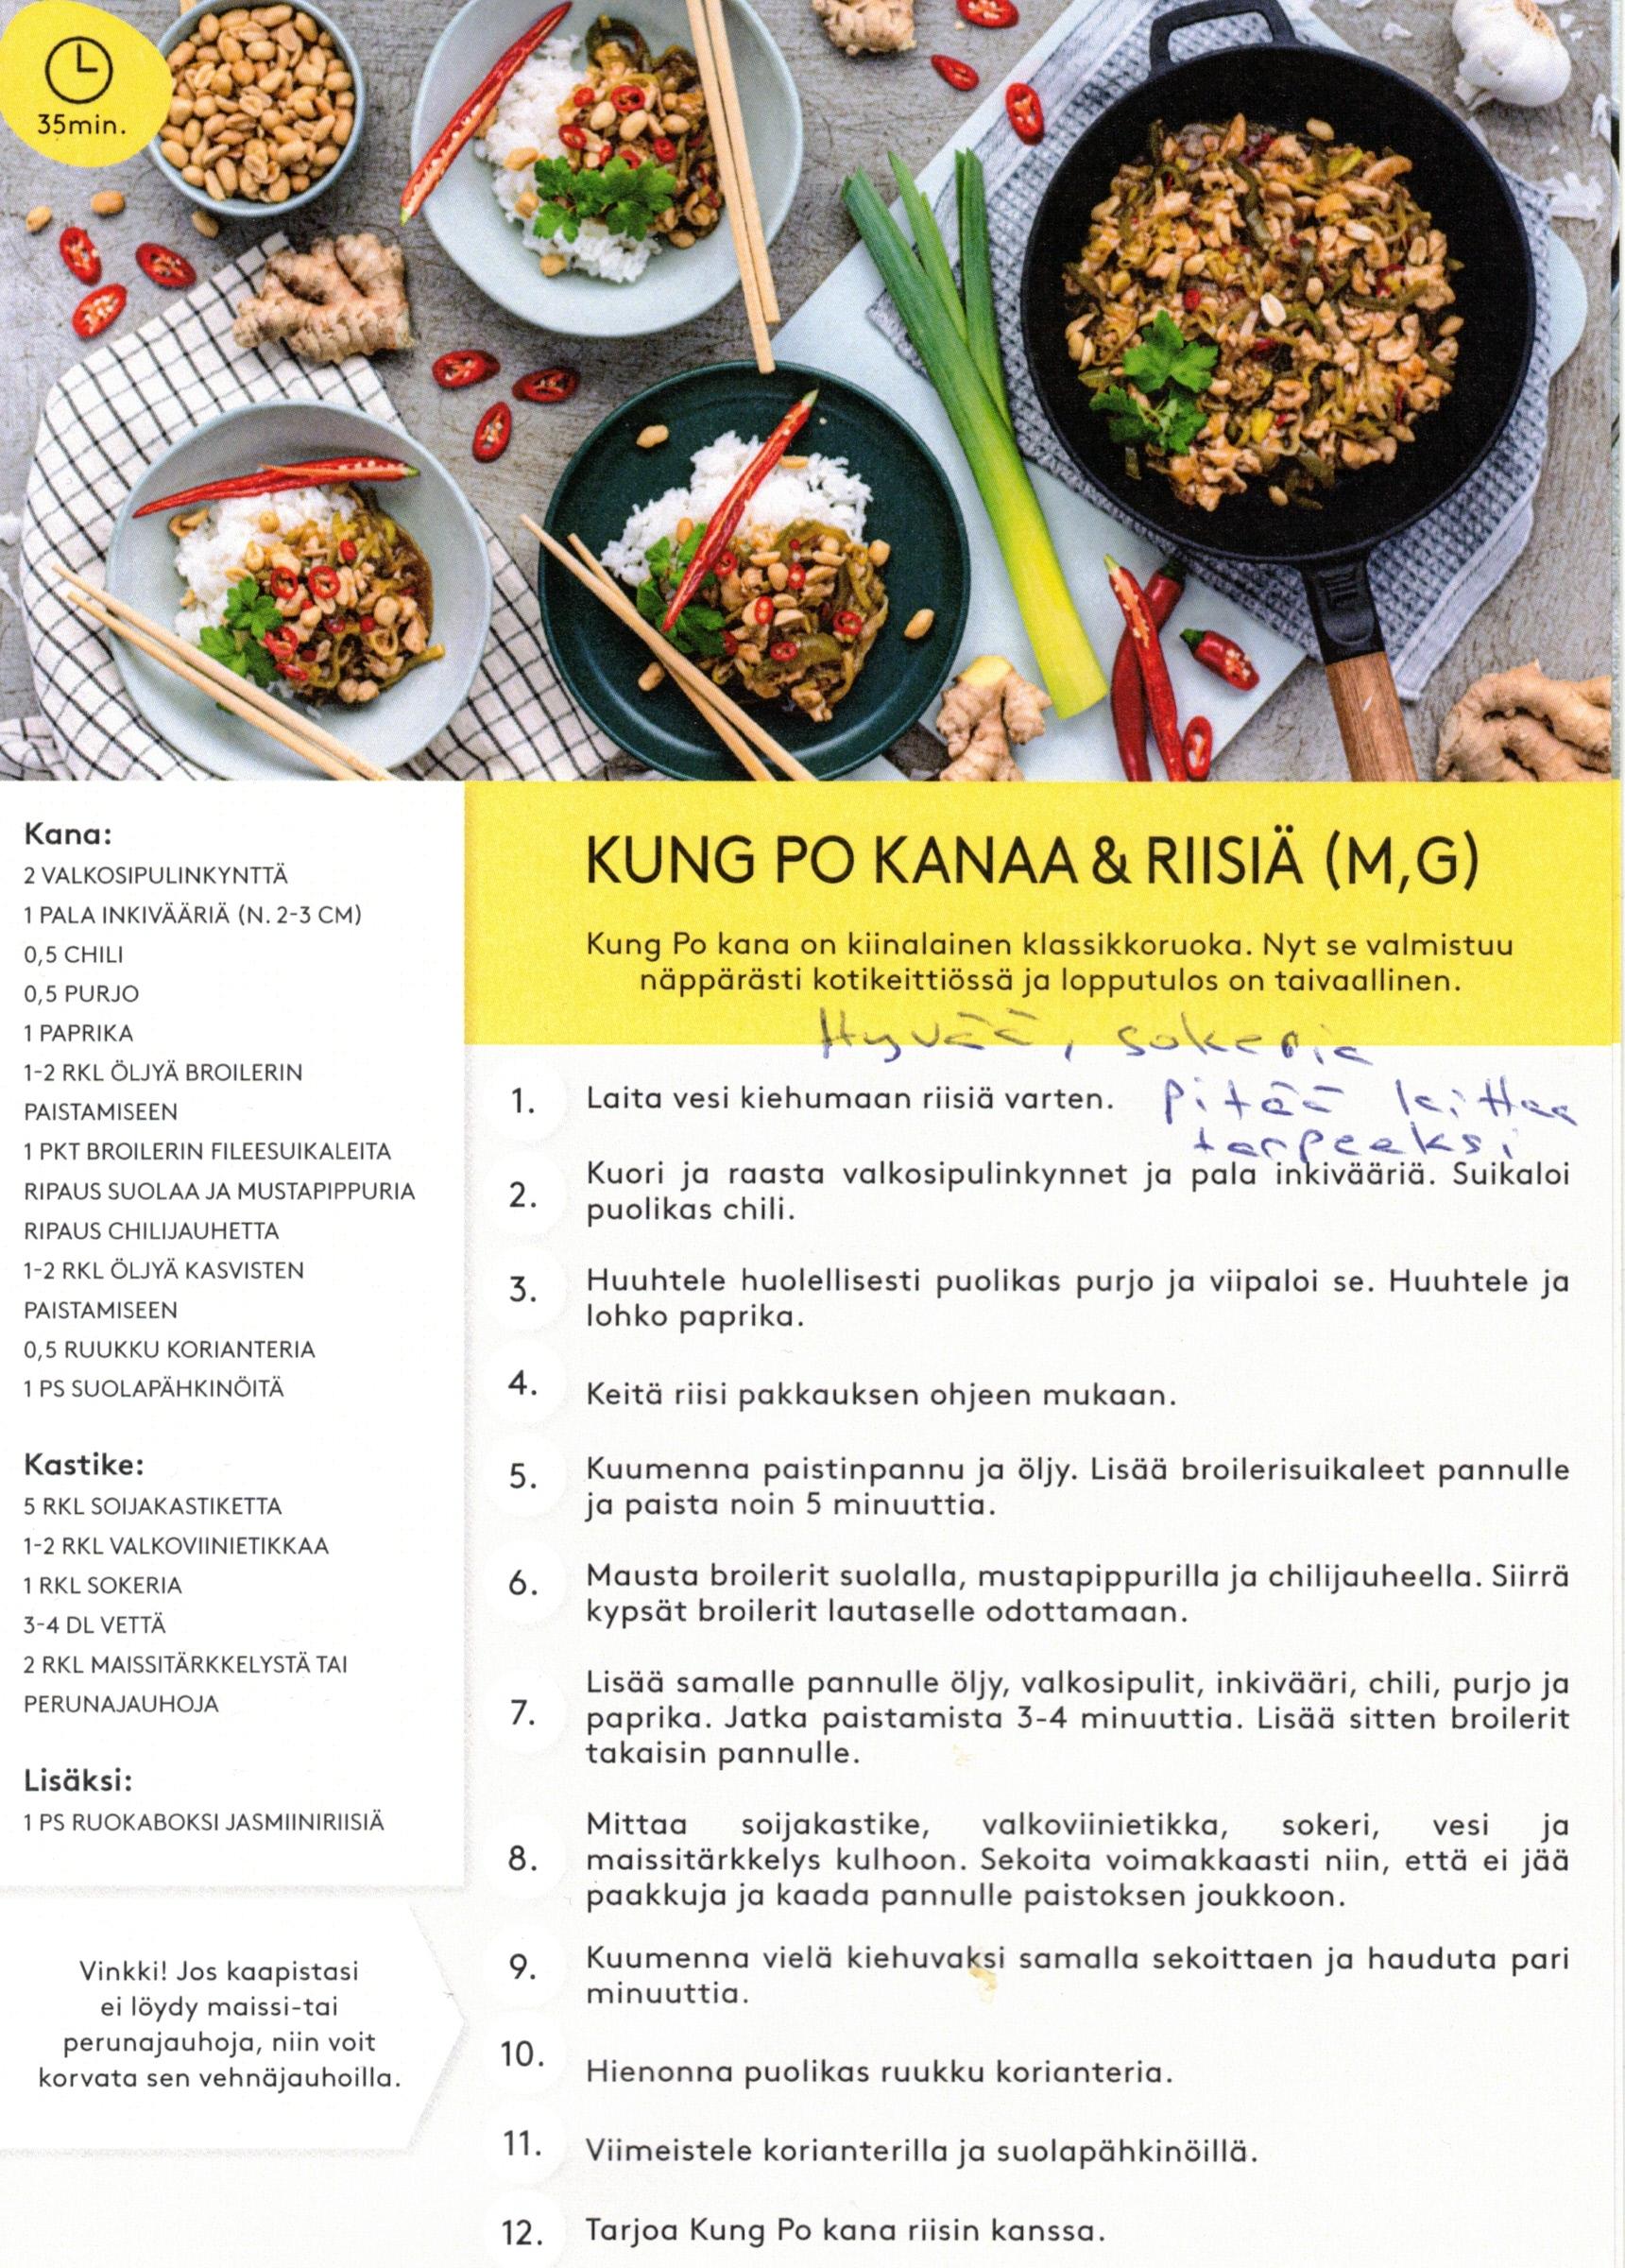 35min.
Kana:
2 VALKOSIPULINKYNTTÄ
1 PALA INKIVÄÄRIÄ (N. 2-3 CM)
0,5 CHILI
0,5 PURJO
1 PAPRIKA
1-2 RKL ÖLJYÄ BROILERIN
PAISTAMISEEN
1 PKT BROILERIN FILEESUIKALEITA
RIPAUS SUOLAA JA MUSTAPIPPURIA
RIPAUS CHILIJAUHETTA
1-2 RKL ÖLJYÄ KASVISTEN
PAISTAMISEEN
0,5 RUUKKU KORIANTERIA
1 PS SUOLAPÄHKINÖITÄ
Kastike:
5 RKL SOIJAKASTIKETTA
1-2 RKL VALKOVIINIETIKKAA
1 RKL SOKERIA
3-4 DL VETTÄ
2 RKL MAISSITÄRKKELYSTÄ TAI
PERUNAJAUHOJA
Lisäksi:
1 PS RUOKABOKSI JASMIINIRIISIÄ
Vinkki! Jos kaapistasi
ei löydy maissi-tai
perunajauhoja, niin voit
korvata sen vehnäjauhoilla.
KUNG PO KANAA & RIISIÄ (M,G)
Kung Po kana on kiinalainen klassikkoruoka. Nyt se valmistuu
näppärästi kotikeittiössä ja lopputulos on taivaallinen.
Hyvää, sokeria
pitää laittaa
tarpeeksi
1. Laita vesi kiehumaan riisiä varten.
2. Kuori ja raasta valkosipulinkynnet ja pala inkivääriä. Suikaloi
puolikas chili.
3. Huuhtele huolellisesti puolikas purjo ja viipaloi se. Huuhtele ja
lohko paprika.
4. Keitä riisi pakkauksen ohjeen mukaan.
5. Kuumenna paistinpannu ja öljy. Lisää broilerisuikaleet pannulle
ja paista noin 5 minuuttia.
6. Mausta broilerit suolalla, mustapippurilla ja chilijauheella. Siirrä
kypsät broilerit lautaselle odottamaan.
7. Lisää samalle pannulle öljy, valkosipulit, inkivääri, chili, purjo ja
paprika. Jatka paistamista 3-4 minuuttia. Lisää sitten broilerit
takaisin pannulle.
8. Mittaa soijakastike, valkoviinietikka, sokeri, vesi ja
maissitärkkelys kulhoon. Sekoita voimakkaasti niin, että ei jää
paakkuja ja kaada pannulle paistoksen joukkoon.
9. Kuumenna vielä kiehuvaksi samalla sekoittaen ja hauduta pari
minuuttia.
10. Hienonna puolikas ruukku korianteria.
11. Viimeistele korianterilla ja suolapähkinöillä.
12. Tarjoa Kung Po kana riisin kanssa.